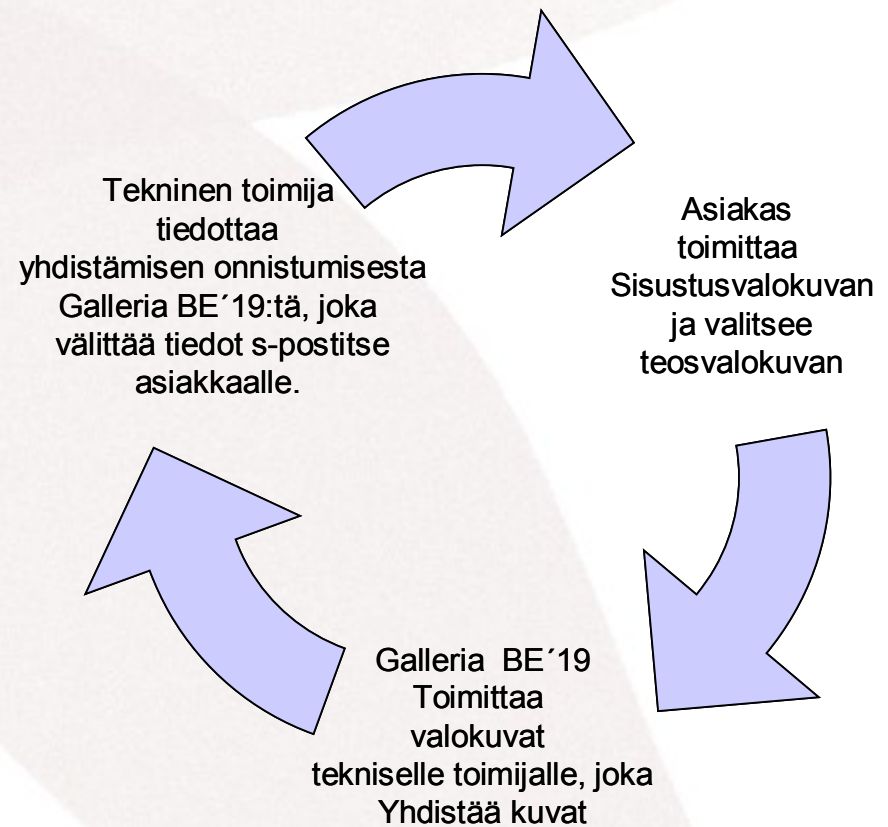 Tekninen toimija
tiedottaa
yhdistämisen onnistumisesta
Galleria BE´19:tä, joka
välittää tiedot s-postitse
asiakkaalle.
Asiakas
toimittaa
Sisustusvalokuvan
ja valitsee
teosvalokuvan
Galleria BE´19
Toimittaa
valokuvat
tekniselle toimijalle, joka
Yhdistää kuvat